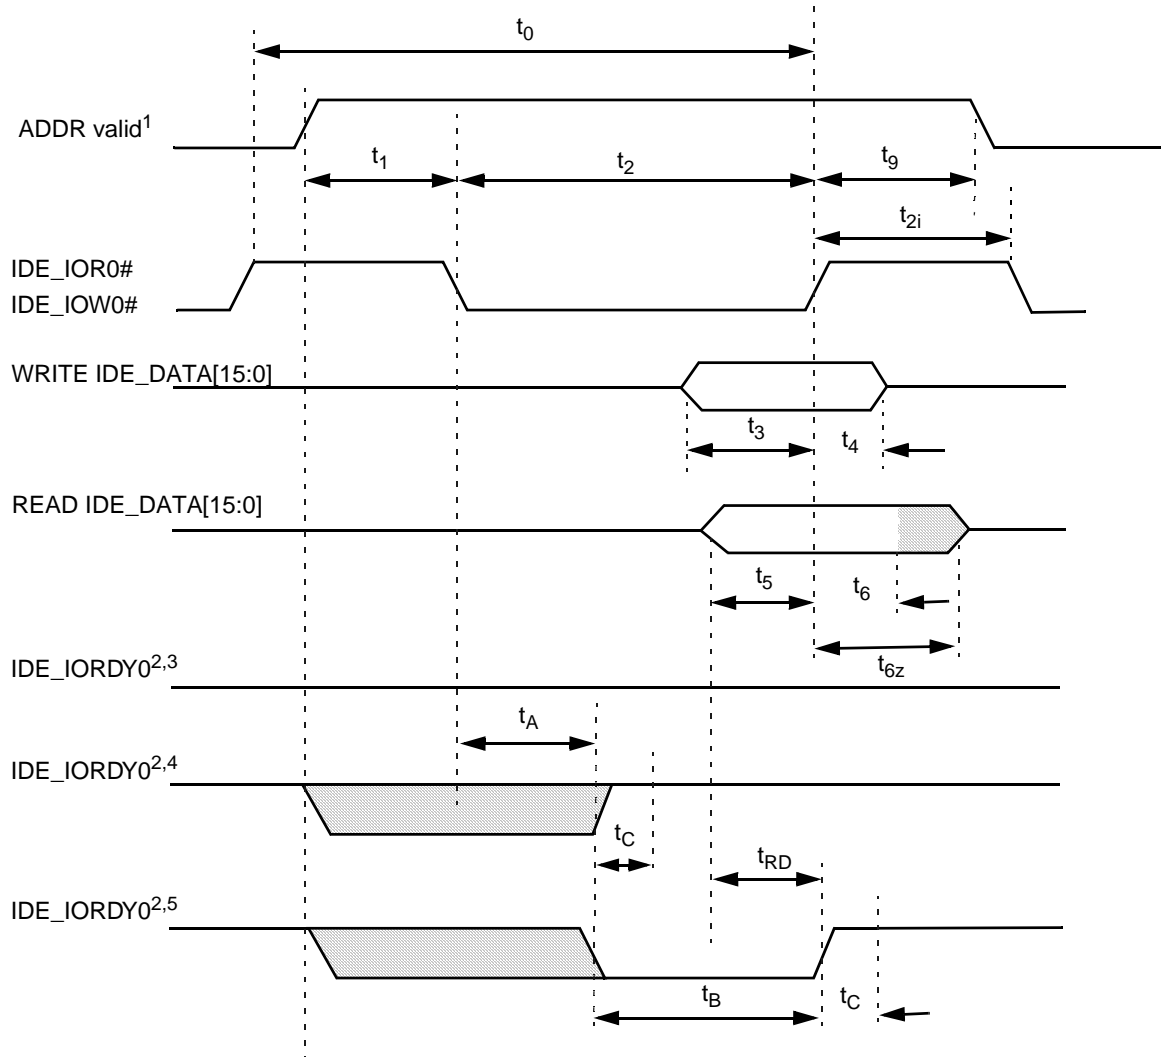 t0
ADDR valid1
t1
t2
t9
t2i
IDE_IOR0#
IDE_IOW0#
WRITE IDE_DATA[15:0]
t3
t4
READ IDE_DATA[15:0]
t5
t6
t6z
IDE_IORDY02,3
tA
IDE_IORDY02,4
tC
tRD
IDE_IORDY02,5
tB
tC